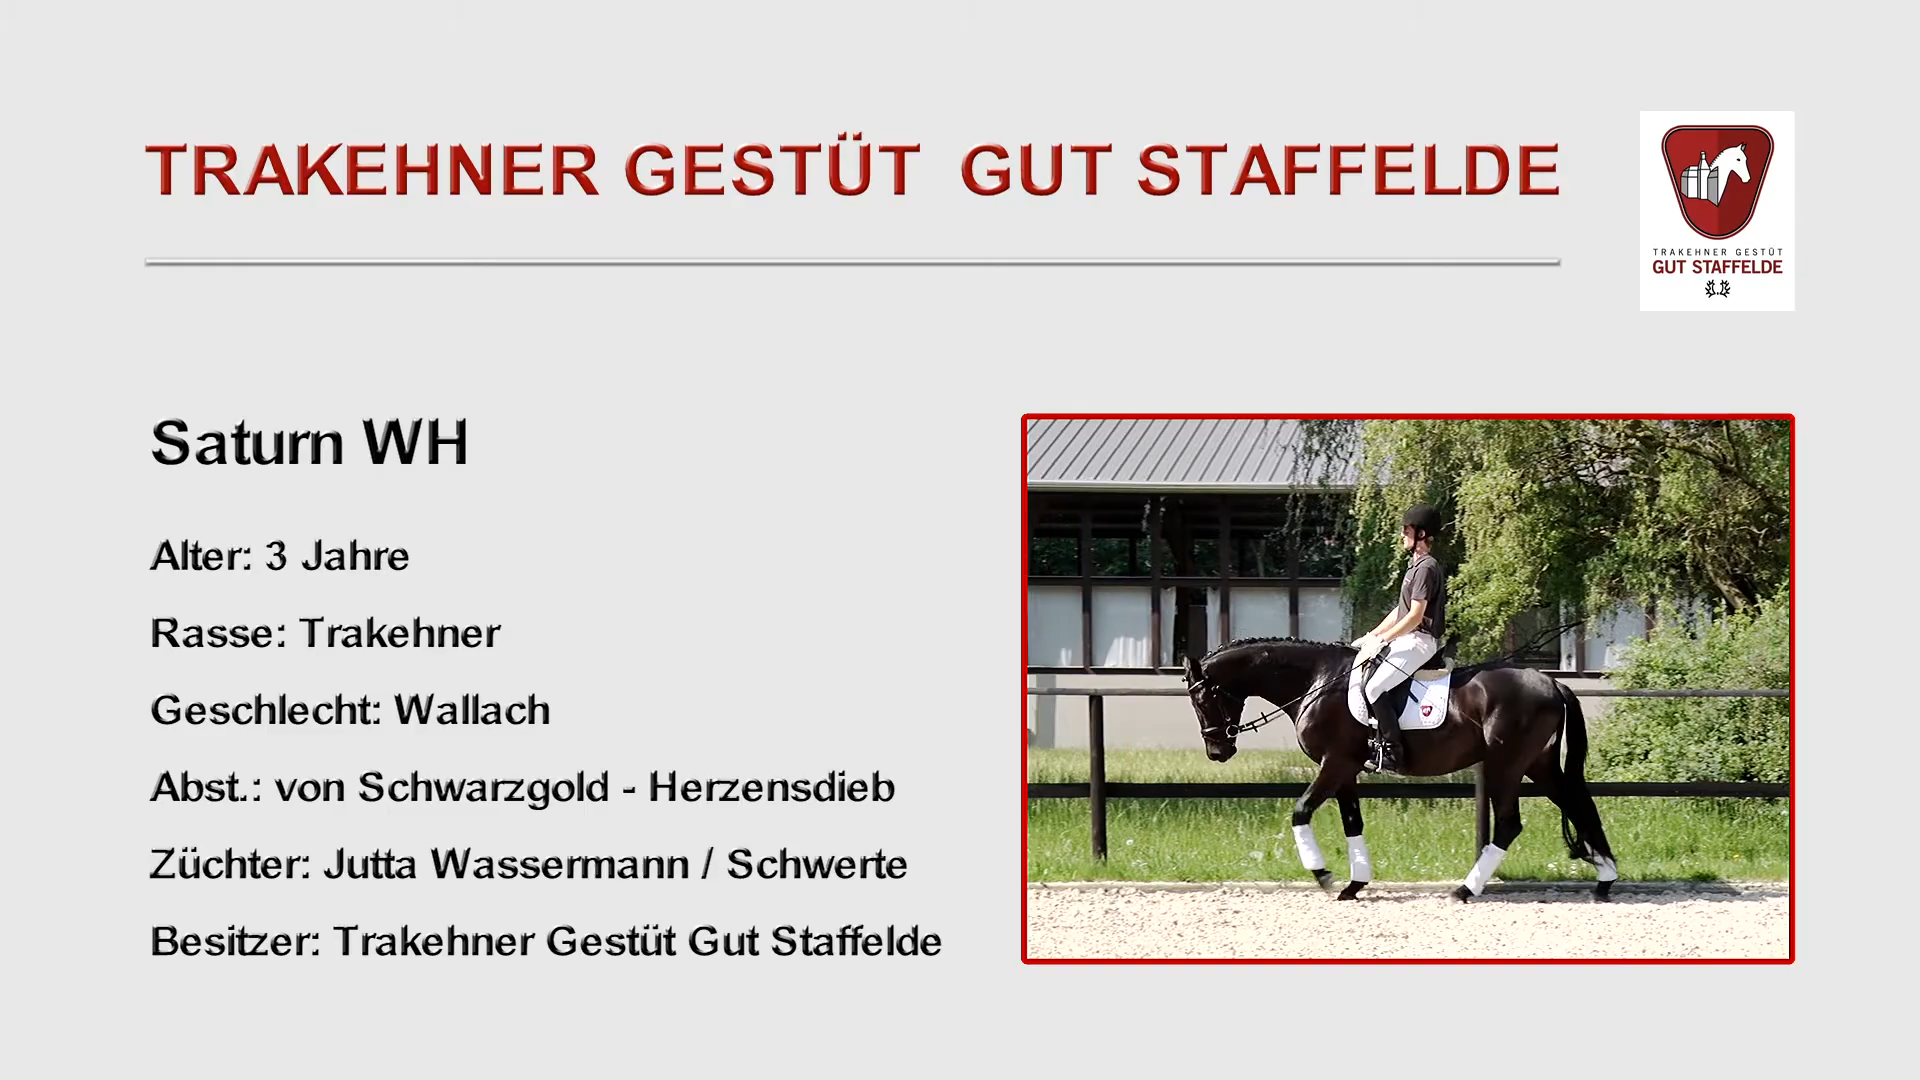 TRAKEHNER GESTÜT GUT STAFFELDE
TRAKEHNER GESTÜT
GUT STAFFELDE
Saturn WH
Alter: 3 Jahre
Rasse: Trakehner
Geschlecht: Wallach
Abst.: von Schwarzgold - Herzensdieb
Züchter: Jutta Wassermann / Schwerte
Besitzer: Trakehner Gestüt Gut Staffelde